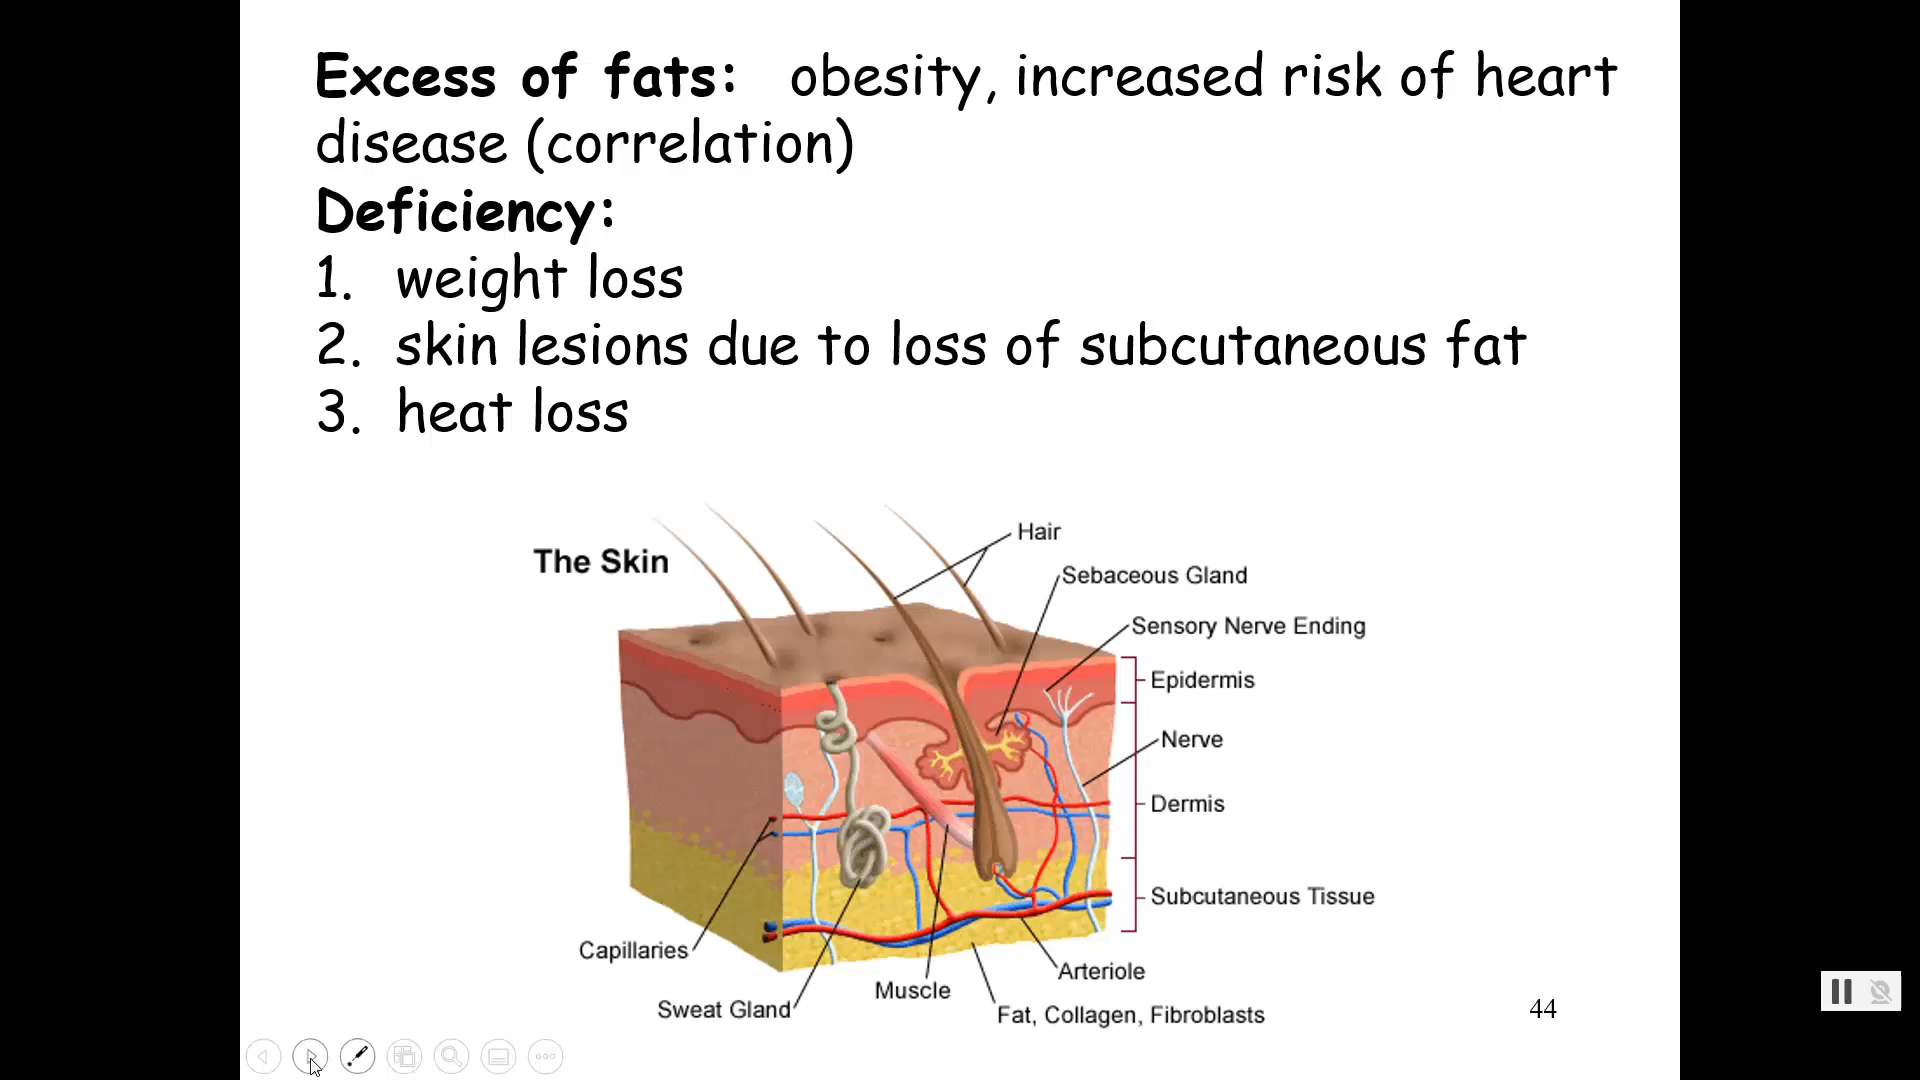 Excess of fats: obesity, increased risk of heart
disease (correlation)
Deficiency:
1. weight loss
2. skin lesions due to loss of subcutaneous fat
3. heat loss
The Skin
Hair
Sebaceous Gland
Sensory Nerve Ending
Epidermis
Nerve
Dermis
Subcutaneous Tissue
Capillaries
Arteriole
Muscle
Sweat Gland
Fat, Collagen, Fibroblasts
44